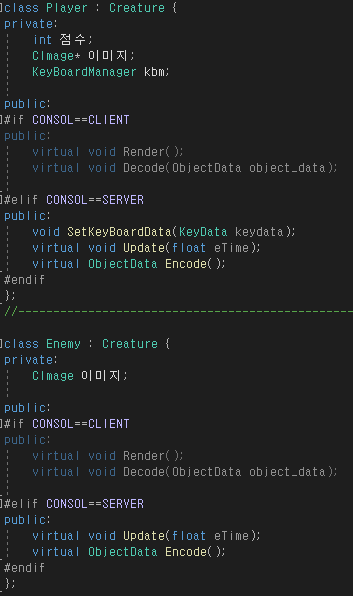 class Player : Creature {
private:
    int 점수;
    CImage* 이미지;
    KeyBoardManager kbm;

public:
#if CONSOL==CLIENT
public:
    virtual void Render();
    virtual void Decode(ObjectData object_data);

#elif CONSOL==SERVER
public:
    void SetKeyBoardData(KeyData keydata);
    virtual void Update(float eTime);
    virtual ObjectData Encode();
#endif
};
//--------------------------------------------------

class Enemy : Creature {
private:
    CImage 이미지;

public:
#if CONSOL==CLIENT
public:
    virtual void Render();
    virtual void Decode(ObjectData object_data);

#elif CONSOL==SERVER
public:
    virtual void Update(float eTime);
    virtual ObjectData Encode();
#endif
};